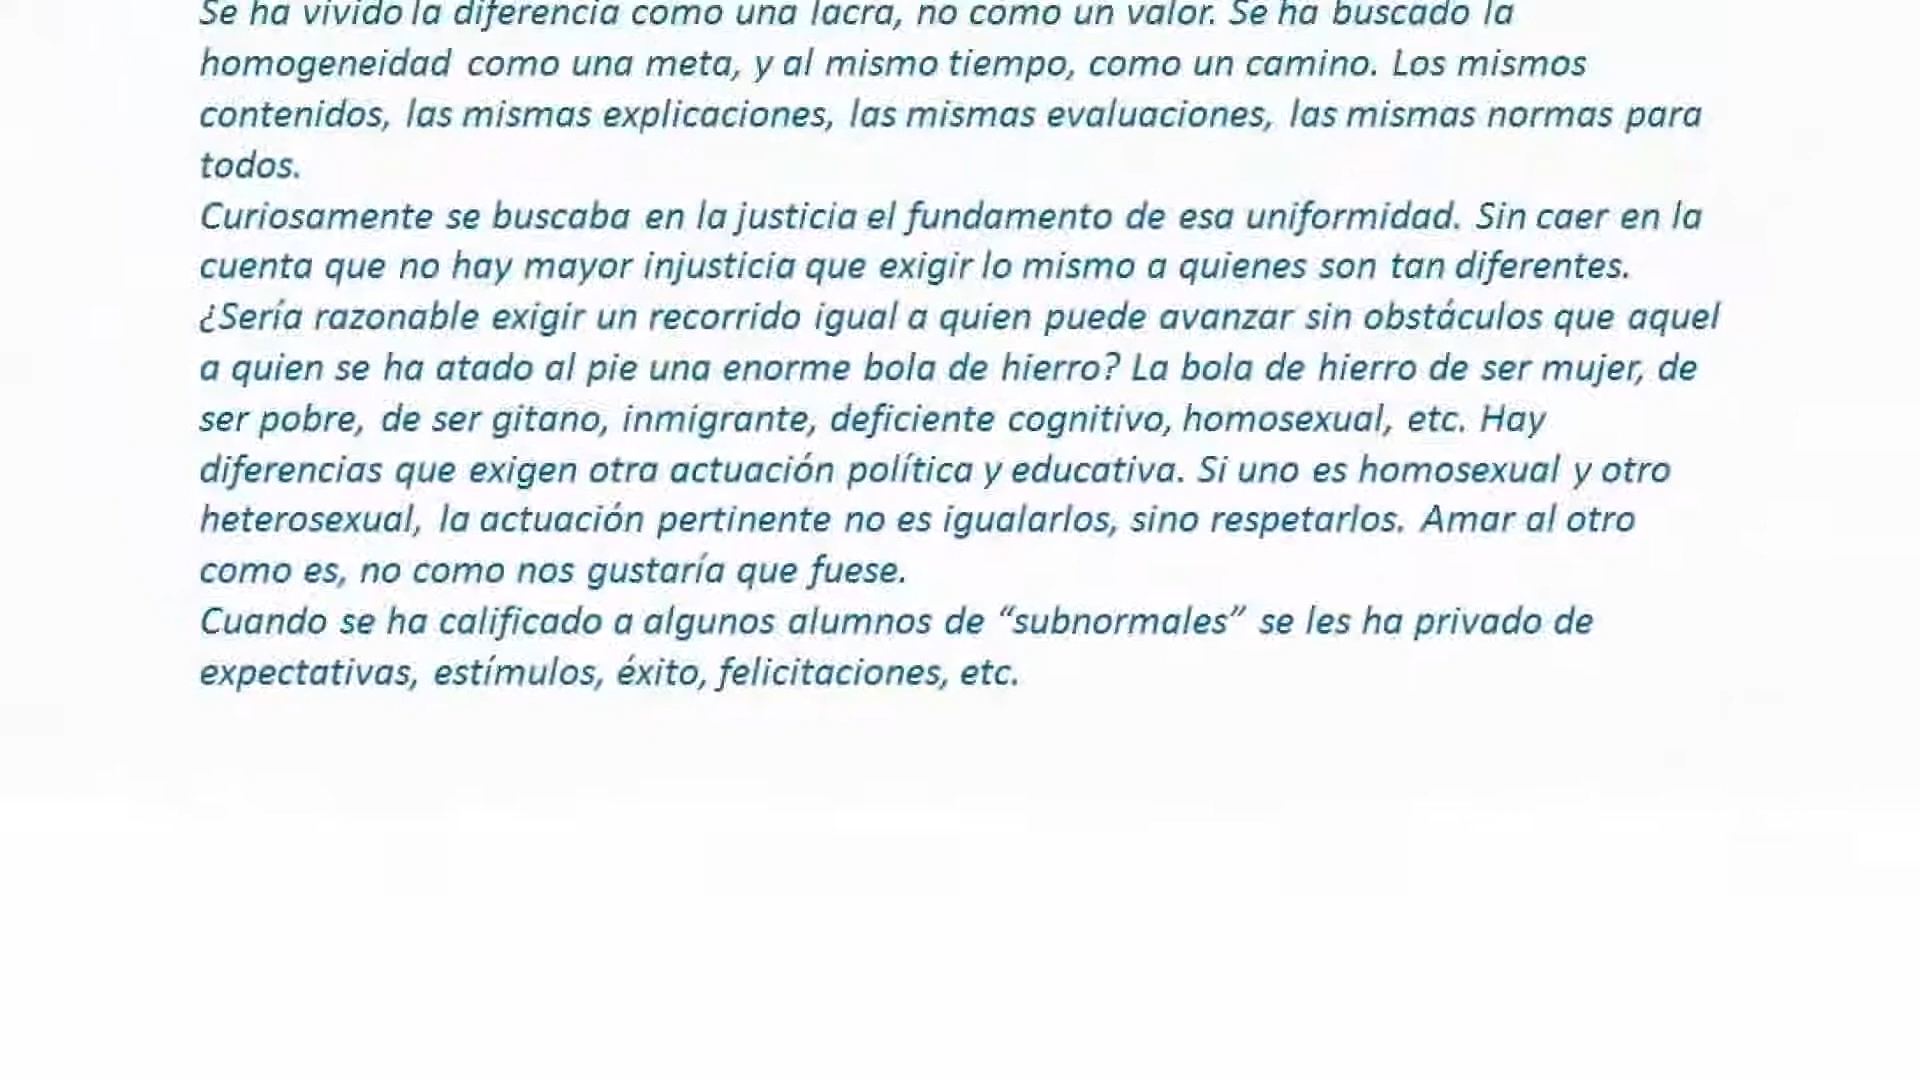 Se ha vivido la diferencia como una lacra, no como un valor. Se ha buscado la
homogeneidad como una meta, y al mismo tiempo, como un camino. Los mismos
contenidos, las mismas explicaciones, las mismas evaluaciones, las mismas normas para
todos.
Curiosamente se buscaba en la justicia el fundamento de esa uniformidad. Sin caer en la
cuenta que no hay mayor injusticia que exigir lo mismo a quienes son tan diferentes.
¿Sería razonable exigir un recorrido igual a quien puede avanzar sin obstáculos que aquel
a quien se ha atado al pie una enorme bola de hierro? La bola de hierro de ser mujer, de
ser pobre, de ser gitano, inmigrante, deficiente cognitivo, homosexual, etc. Hay
diferencias que exigen otra actuación política y educativa. Si uno es homosexual y otro
heterosexual, la actuación pertinente no es igualarlos, sino respetarlos. Amar al otro
como es, no como nos gustaría que fuese.
Cuando se ha calificado a algunos alumnos de “subnormales” se les ha privado de
expectativas, estímulos, éxito, felicitaciones, etc.